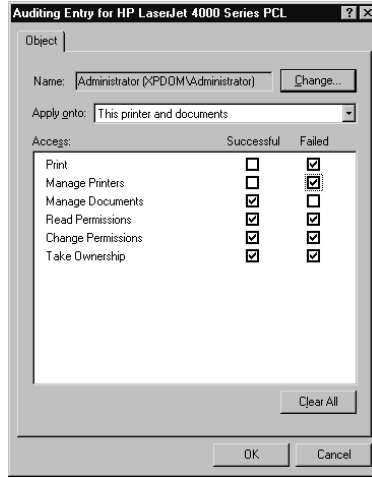 Auditing Entry for HP LaserJet 4000 Series PCL
Object
Name: Administrator (XPDOM\Administrator) Change...
Apply onto: This printer and documents
Access: Successful Failed
Print
Manage Printers
Manage Documents
Read Permissions
Change Permissions
Take Ownership
Clear All
OK Cancel